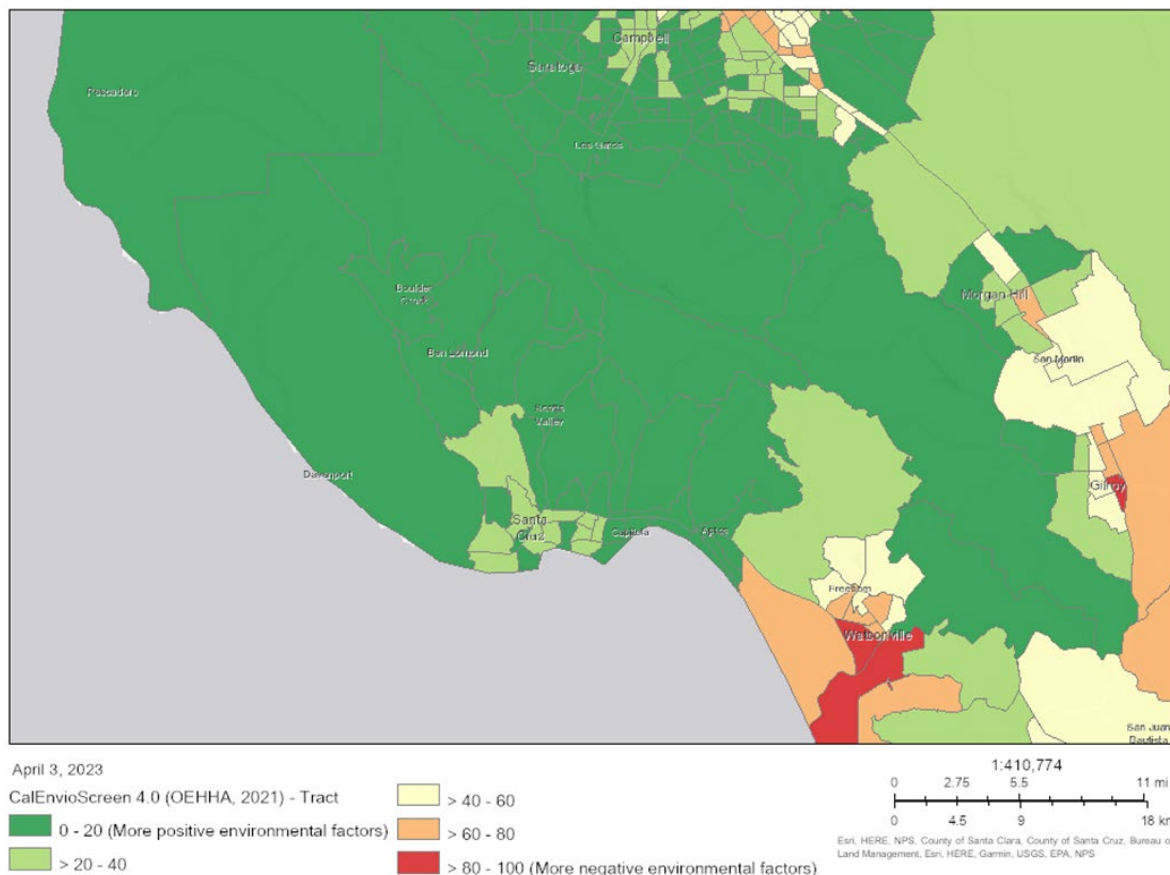 Campbell
Saratoga
Pescadero
Los Gatos
Boulder
Creek
Morgan Hill
Ben Lomond
San Martin
Scotts
Valley
Davenport
Gilroy
Santa
Cruz
Capitola
Aptos
Freedom
Watsonville
San Juan
Bautista
April 3, 2023
CalEnvioScreen 4.0 (OEHHA, 2021) - Tract
0 - 20 (More positive environmental factors)
> 20 - 40
> 40 - 60
> 60 - 80
> 80 - 100 (More negative environmental factors)
1:410,774
0 2.75 5.5 11 mi
0 4.5 9 18 km
Esri, HERE, NPS, County of Santa Clara, County of Santa Cruz, Bureau o
Land Management, Esri, HERE, Garmin, USGS, EPA, NPS